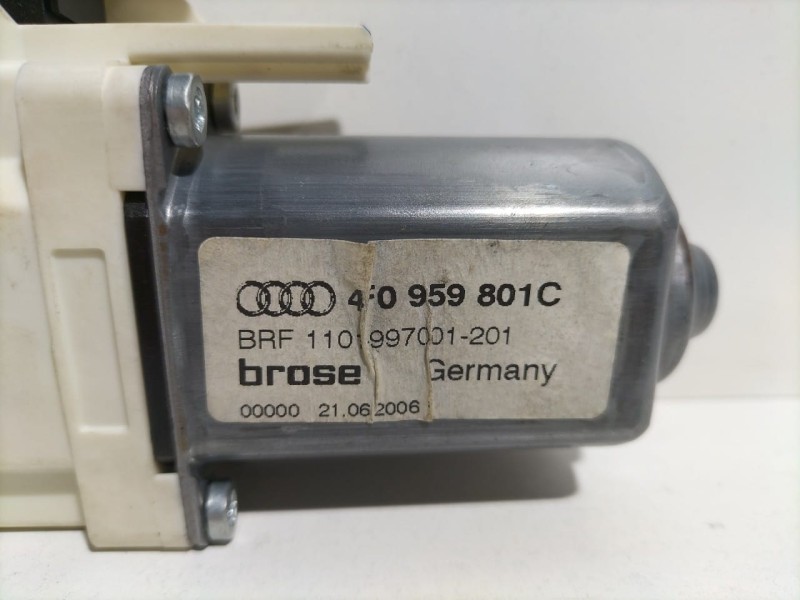 4F0 959 801C
BRF 1101997001-201
brose Germany
00000 21.06.2006